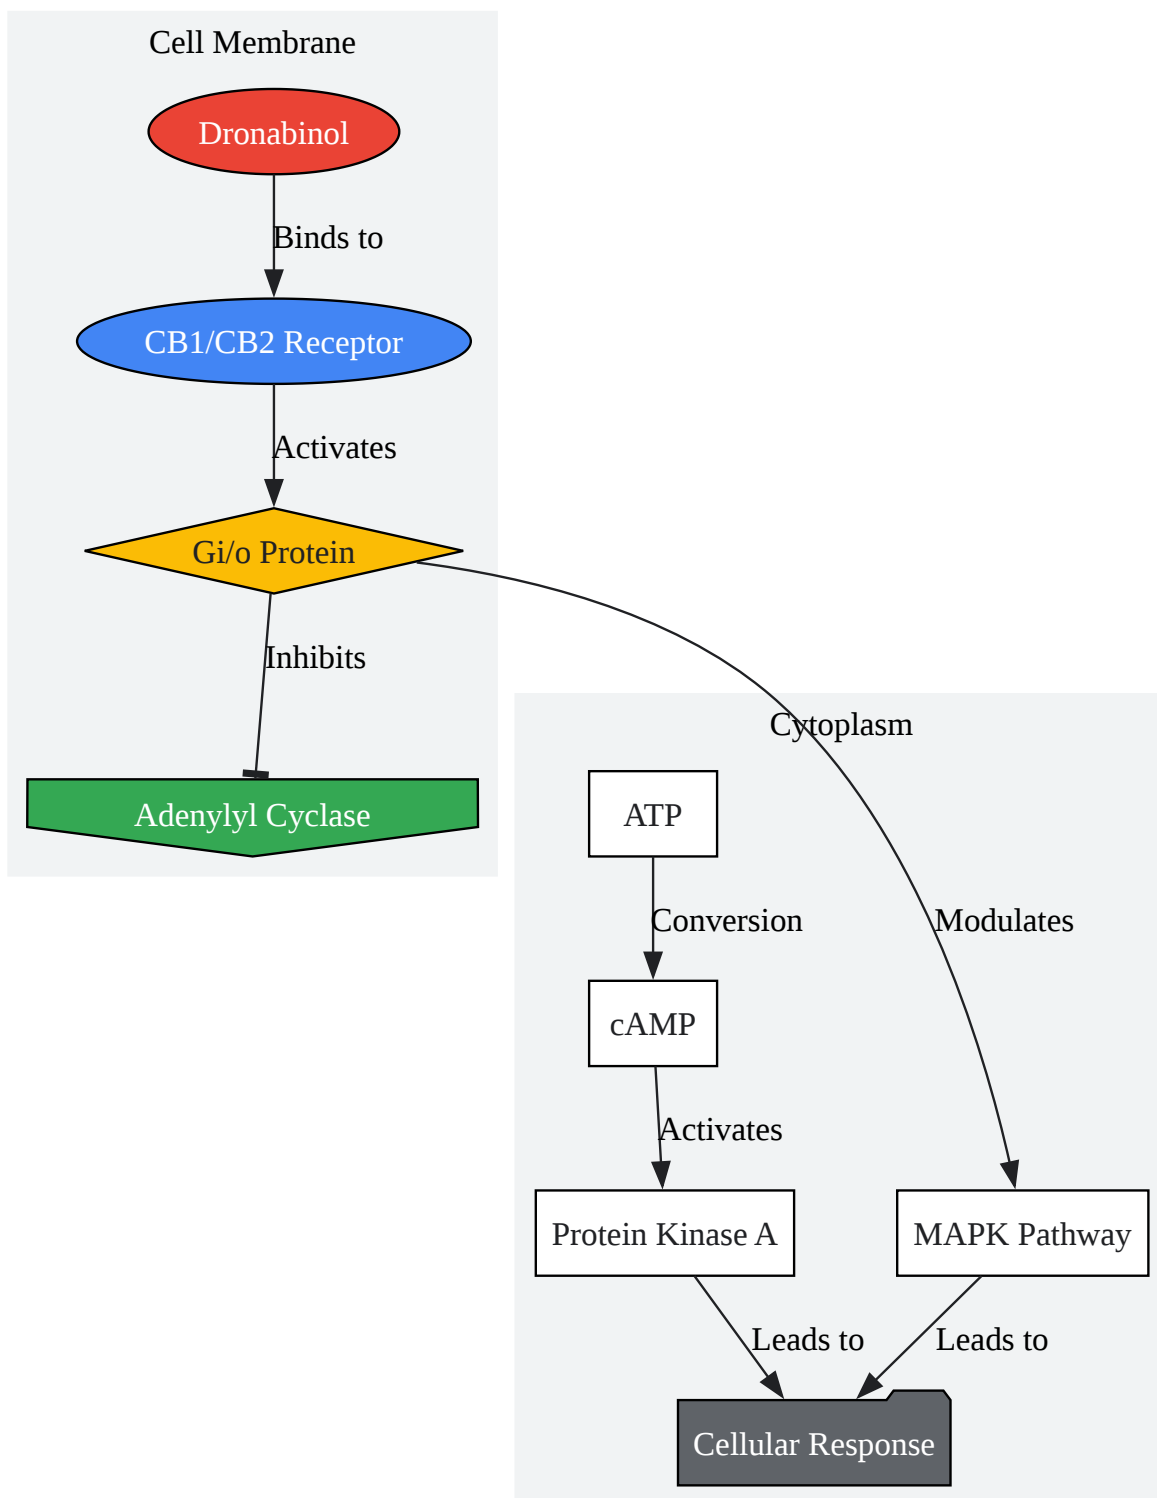 Cell Membrane
Dronabinol
Binds to
CB1/CB2 Receptor
Activates
Gi/o Protein
Inhibits
Adenylyl Cyclase
Cytoplasm
ATP
Conversion
Modulates
cAMP
Activates
Protein Kinase A
MAPK Pathway
Leads to
Leads to
Cellular Response